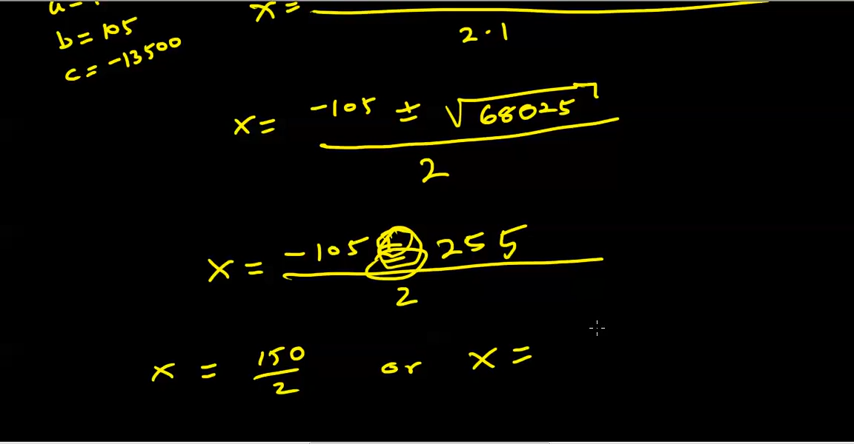 a =
b = 105
c = -13500
x =
2 · 1
x = -105 ± √68025
2
x = -105 ± 255
2
x = 150/2 or x =